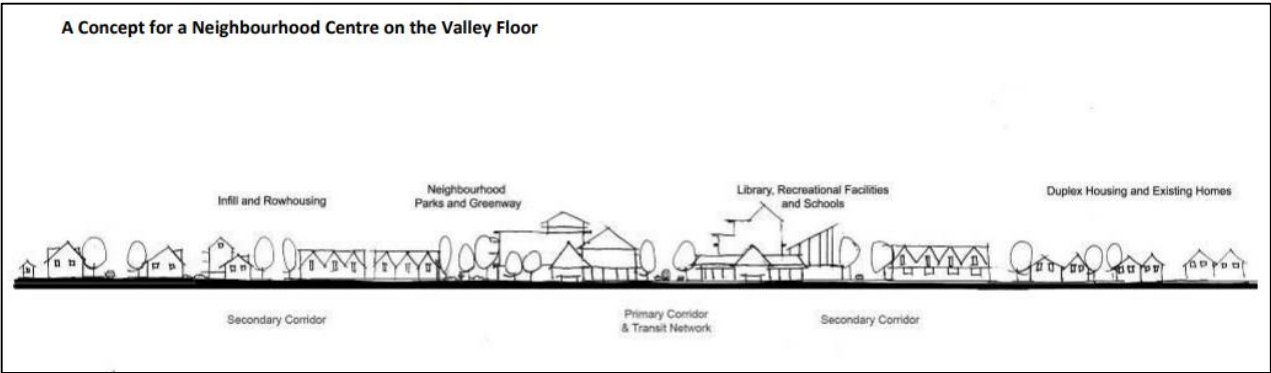 A Concept for a Neighbourhood Centre on the Valley Floor
Infill and Rowhousing
Neighbourhood
Parks and Greenway
Library, Recreational Facilities
and Schools
Duplex Housing and Existing Homes
Secondary Corridor
Primary Corridor
& Transit Network
Secondary Corridor